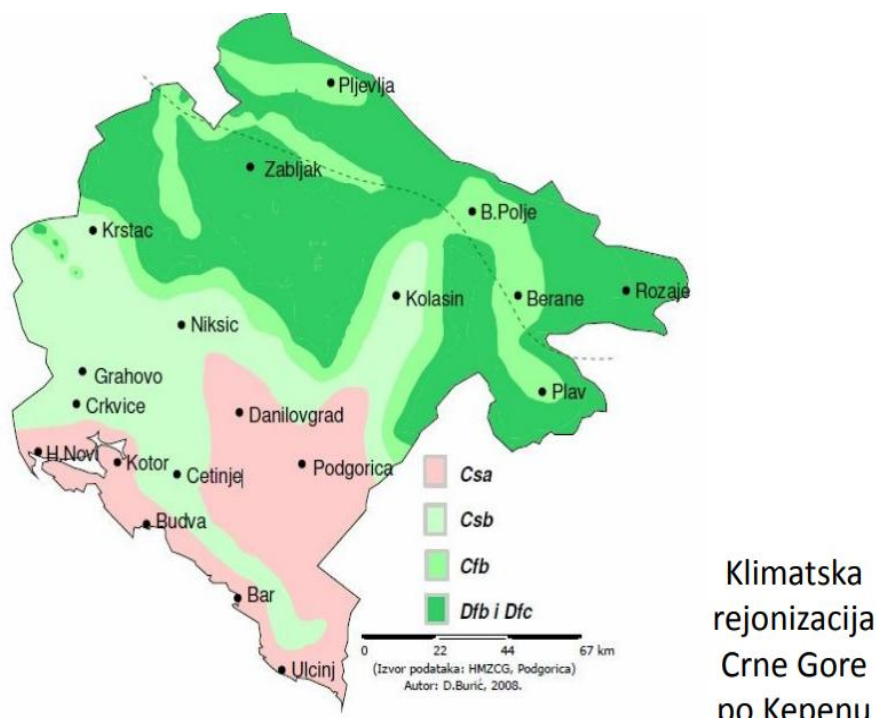 Pljevlja
Zabljak
B.Polje
Krstac
Kolasin
Berane
Rozaje
Niksic
Grahovo
Plav
Crkvice
Danilovgrad
H.Novi
Kotor
Cetinje
Podgorica
Budva
Bar
Ulcinj
Csa
Csb
Cfb
Dfb i Dfc
0 22 44 67 km
(Izvor podataka: HMZCG, Podgorica)
Autor: D.Burić, 2008.
Klimatska
rejonizacija
Crne Gore
po Kepenu